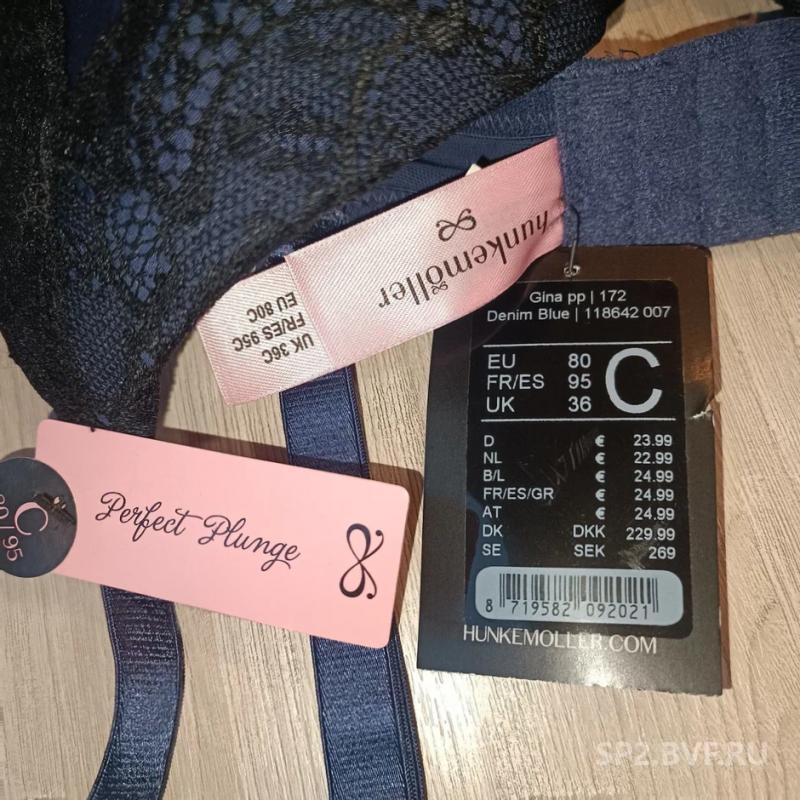 hunkemöller
UK 36C
FR/ES 95C
EU 80C
Gina pp | 172
Denim Blue | 118642 007
EU 80
FR/ES 95
UK 36
C
D € 23.99
NL € 22.99
B/L € 24.99
FR/ES/GR € 24.99
AT € 24.99
DK DKK 229.99
SE SEK 269
8 719582 092021
HUNKEMOLLER.COM
Perfect Plunge
C
80/95
SP2.BVF.RU